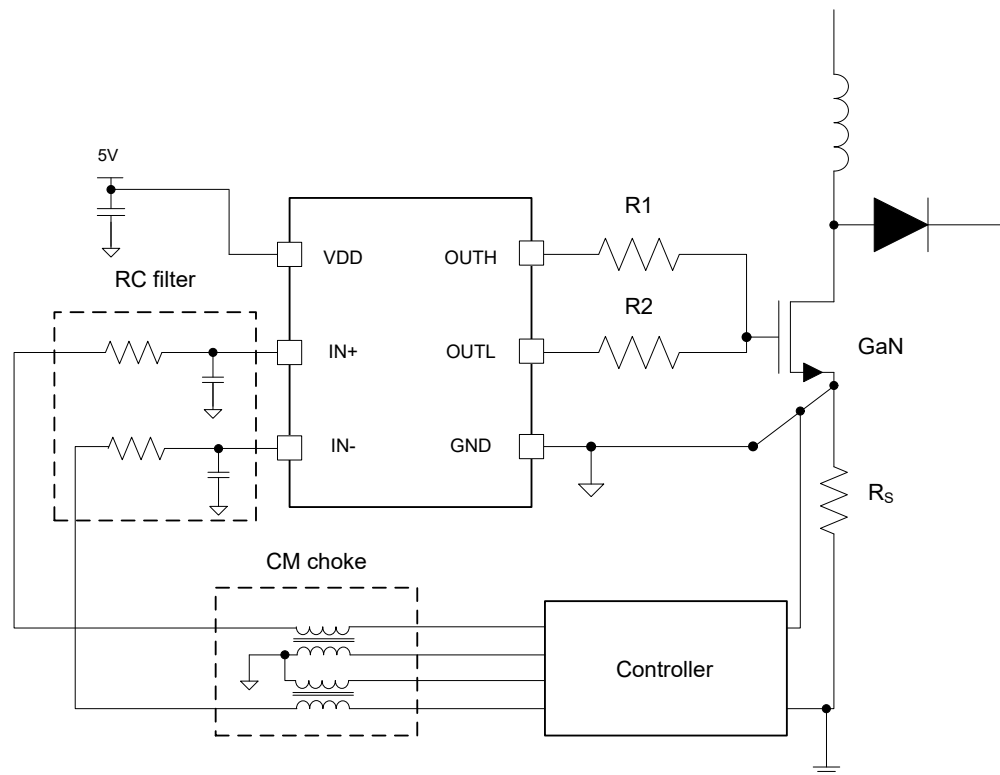 5V
RC filter
VDD
IN+
IN-
OUTH
OUTL
GND
R1
R2
GaN
RS
CM choke
Controller